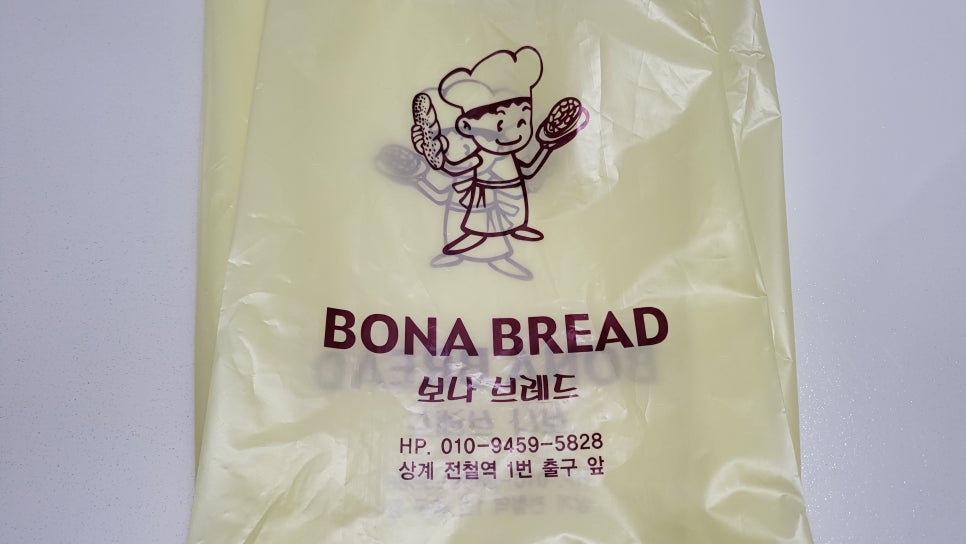 BONA BREAD
보나 브레드
HP. 010-9459-5828
상계 전철역 1번 출구 앞